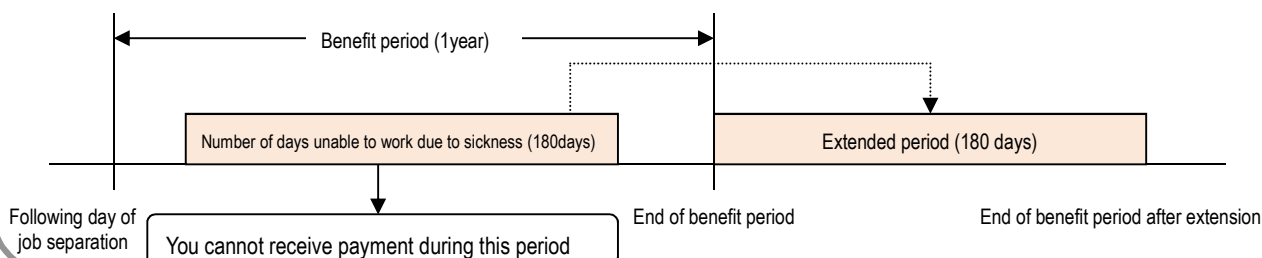 Benefit period (1year)
Number of days unable to work due to sickness (180days)
Extended period (180 days)
Following day of
job separation
End of benefit period
End of benefit period after extension
You cannot receive payment during this period